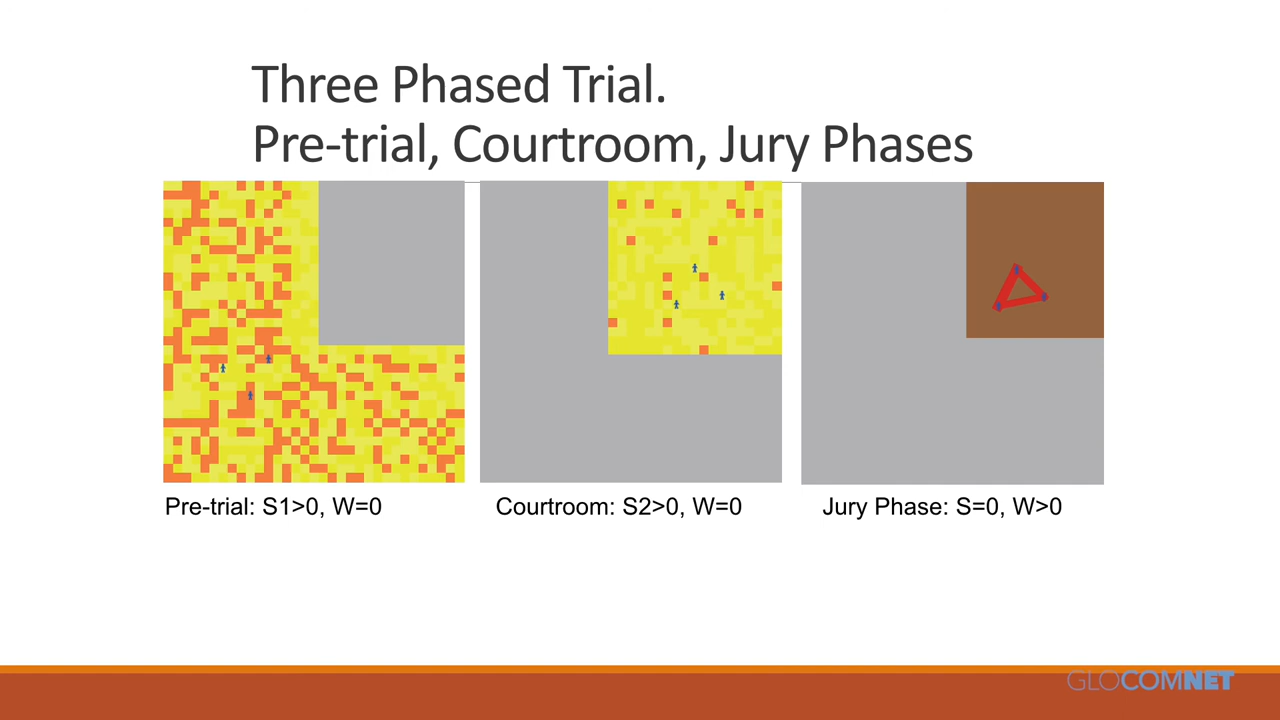 Three Phased Trial.
Pre-trial, Courtroom, Jury Phases
Pre-trial: S1>0, W=0
Courtroom: S2>0, W=0
Jury Phase: S=0, W>0
GLOCOMNET